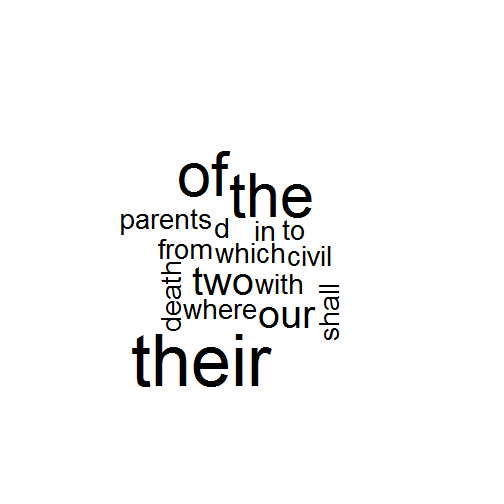 of the
parents d in to
from which civil
death two with
where our shall
their